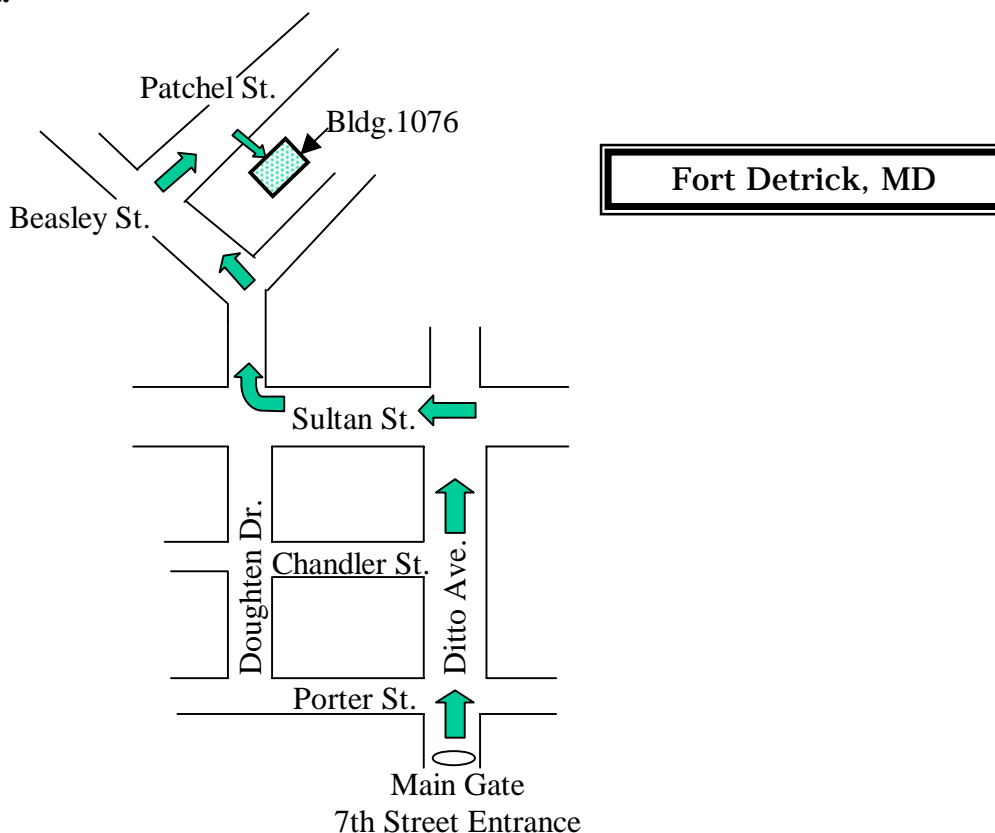 Patchel St.
Bldg.1076
Fort Detrick, MD
Beasley St.
Sultan St.
Doughten Dr.
Chandler St.
Ditto Ave.
Porter St.
Main Gate
7th Street Entrance